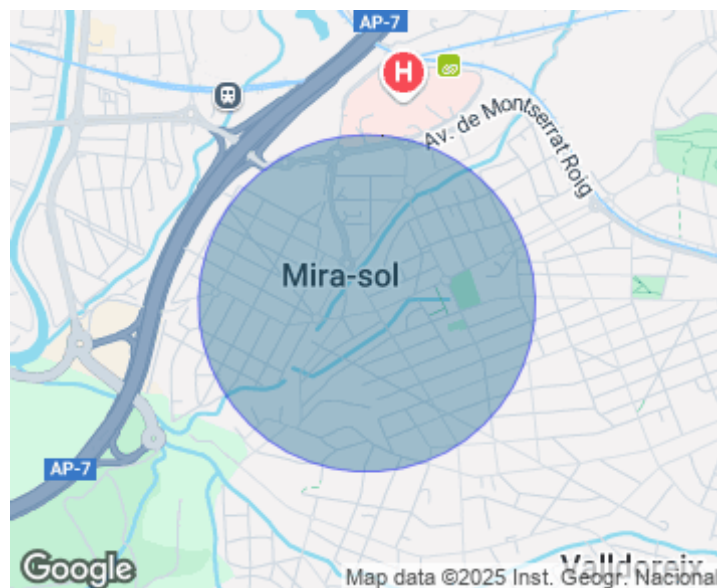 AP-7
H
Av. de Montserrat Roig
Mira-sol
AP-7
Valldoreix
Google
Map data ©2025 Inst. Geogr. Nacional